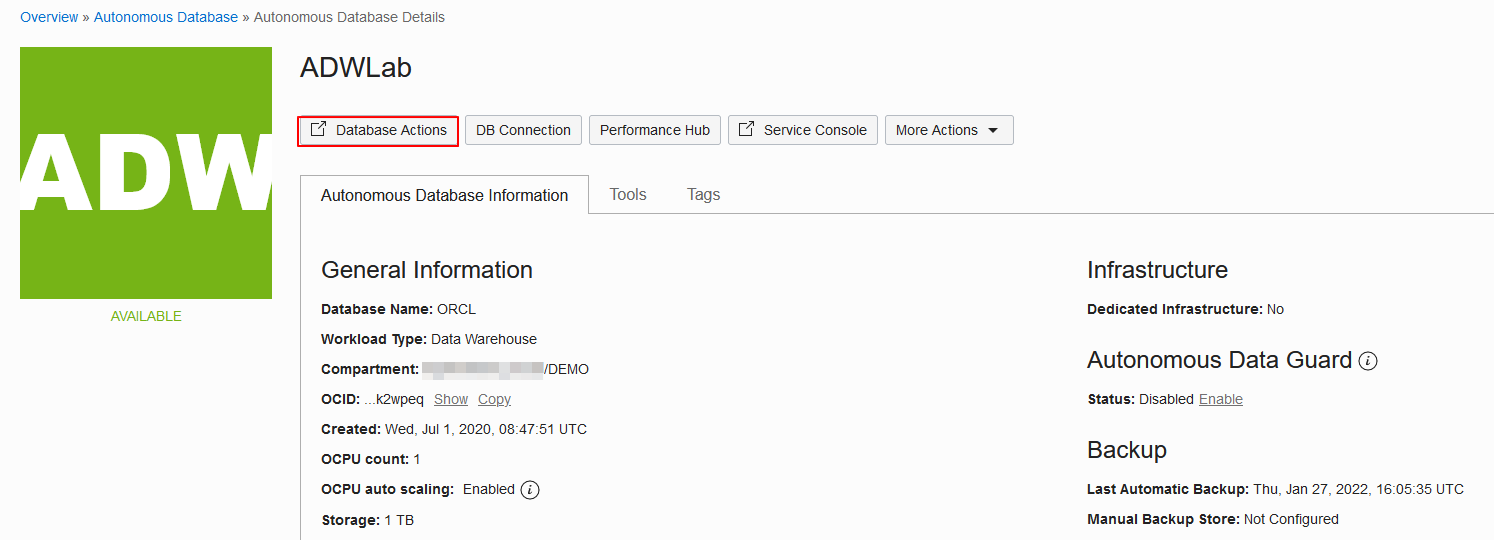 Overview » Autonomous Database » Autonomous Database Details
ADW
AVAILABLE
ADWLab
Database Actions
DB Connection
Performance Hub
Service Console
More Actions
Autonomous Database Information
Tools
Tags
General Information
Database Name: ORCL
Workload Type: Data Warehouse
Compartment: /DEMO
OCID: ...k2wpeq Show Copy
Created: Wed, Jul 1, 2020, 08:47:51 UTC
OCPU count: 1
OCPU auto scaling: Enabled
Storage: 1 TB
Infrastructure
Dedicated Infrastructure: No
Autonomous Data Guard
Status: Disabled Enable
Backup
Last Automatic Backup: Thu, Jan 27, 2022, 16:05:35 UTC
Manual Backup Store: Not Configured